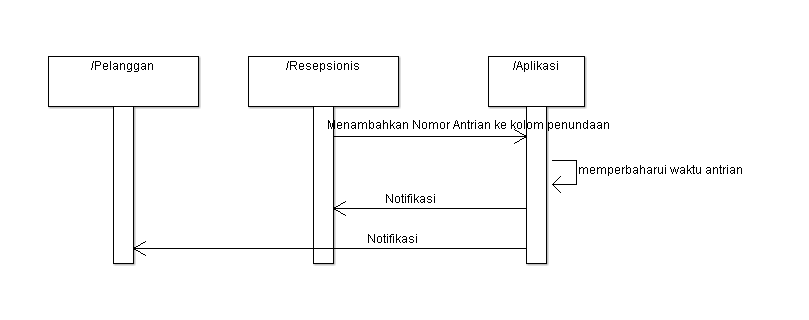 /Pelanggan
/Resepsionis
/Aplikasi
Menambahkan Nomor Antrian ke kolom penundaan
memperbaharui waktu antrian
Notifikasi
Notifikasi